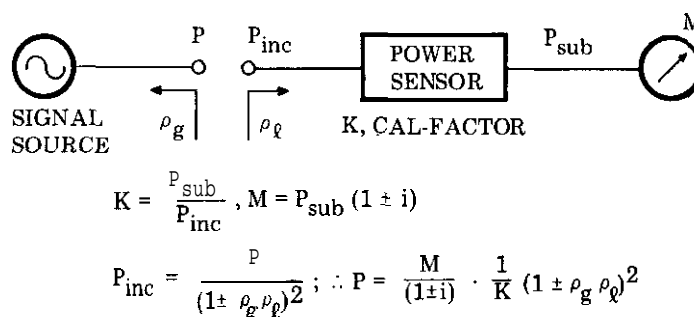 P P_inc POWER SENSOR P_sub M
SIGNAL SOURCE ρ_g ρ_ℓ K, CAL-FACTOR
K = P_sub / P_inc , M = P_sub (1 ± i)
P_inc = P / (1± ρ_g ρ_ℓ)² ; ∴ P = M / (1±i) · 1/K (1 ± ρ_g ρ_ℓ)²